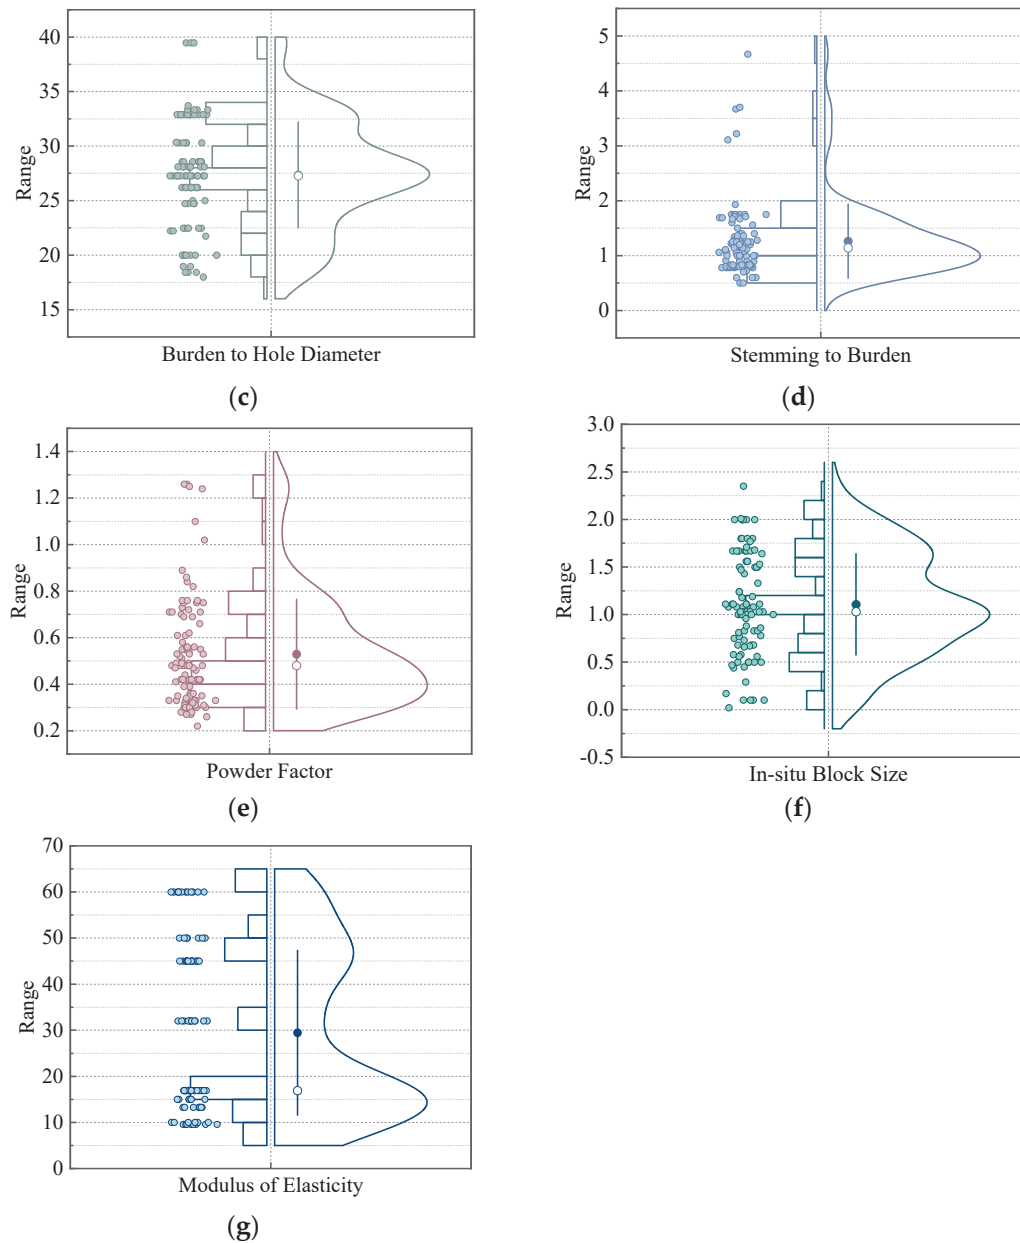 40
35
30
25
20
15
Range
Burden to Hole Diameter
(c)
5
4
3
2
1
0
Range
Stemming to Burden
(d)
1.4
1.2
1.0
0.8
0.6
0.4
0.2
Range
Powder Factor
(e)
3.0
2.5
2.0
1.5
1.0
0.5
0.0
-0.5
Range
In-situ Block Size
(f)
70
60
50
40
30
20
10
0
Range
Modulus of Elasticity
(g)